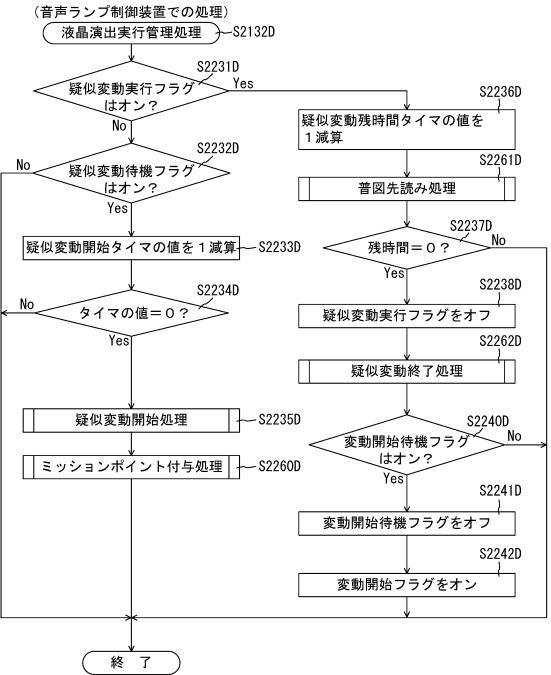 (音声ランプ制御装置での処理)
液晶演出実行管理処理
S2132D
S2231D
疑似変動実行フラグ
はオン?
Yes
No
S2232D
疑似変動待機フラグ
はオン?
No
Yes
疑似変動開始タイマの値を1減算
S2233D
S2234D
タイマの値=0?
No
Yes
疑似変動開始処理
S2235D
ミッションポイント付与処理
S2260D
S2236D
疑似変動残時間タイマの値を
1減算
S2261D
普図先読み処理
S2237D
残時間=0?
No
Yes
S2238D
疑似変動実行フラグをオフ
S2262D
疑似変動終了処理
S2240D
変動開始待機フラグ
はオン?
No
Yes
S2241D
変動開始待機フラグをオフ
S2242D
変動開始フラグをオン
終 了